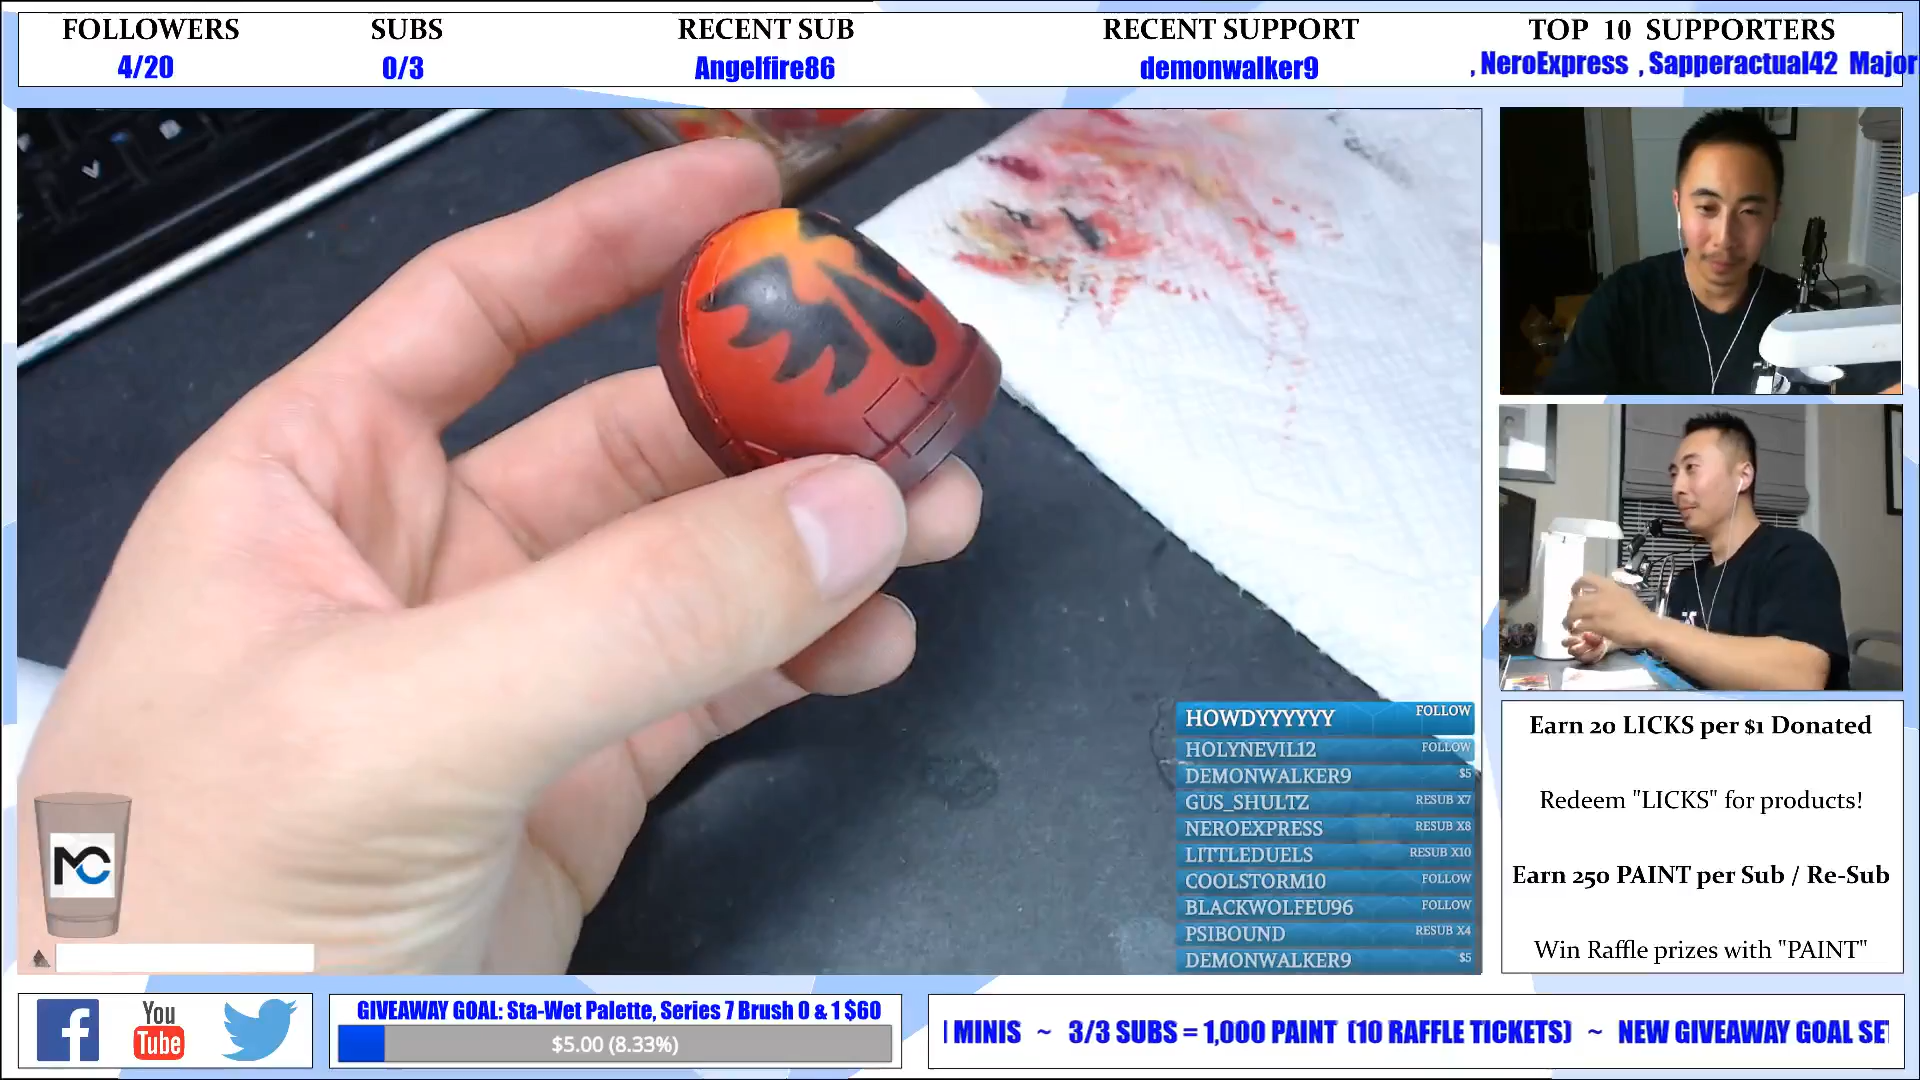 FOLLOWERS
4/20
SUBS
0/3
RECENT SUB
Angelfire86
RECENT SUPPORT
demonwalker9
TOP 10 SUPPORTERS
, NeroExpress , Sapperactual42 Major
V
HOWDYYYYYY FOLLOW
HOLYNEVIL12 FOLLOW
DEMONWALKER9 $5
GUS_SHULTZ RESUB X7
NEROEXPRESS RESUB X8
LITTLEDUELS RESUB X10
COOLSTORM10 FOLLOW
BLACKWOLFEU96 FOLLOW
PSIBOUND RESUB X4
DEMONWALKER9 $5
MC
Earn 20 LICKS per $1 Donated
Redeem "LICKS" for products!
Earn 250 PAINT per Sub / Re-Sub
Win Raffle prizes with "PAINT"
f
You
Tube
GIVEAWAY GOAL: Sta-Wet Palette, Series 7 Brush 0 & 1 $60
$5.00 (8.33%)
MINIS ~ 3/3 SUBS = 1,000 PAINT (10 RAFFLE TICKETS) ~ NEW GIVEAWAY GOAL SE